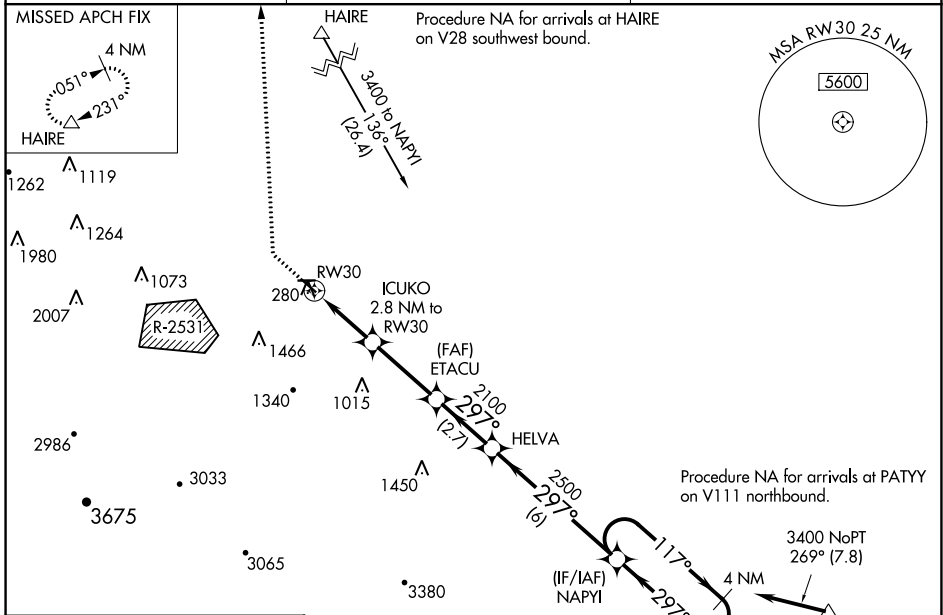 MISSED APCH FIX
4 NM
051°
231°
HAIRE
HAIRE
3400 to NAPYI
136°
(26.4)
Procedure NA for arrivals at HAIRE
on V28 southwest bound.
MSA RW30 25 NM
5600
1262
1119
1264
1980
1073
2007
R-2531
280
RW30
ICUKO
2.8 NM to
RW30
1466
(FAF)
ETACU
1340
1015
2100
297°
(2.7)
HELVA
2986
3033
1450
2500
297°
(6)
Procedure NA for arrivals at PATYY
on V111 northbound.
3675
3400 NoPT
269° (7.8)
117°
4 NM
3065
(IF/IAF)
NAPYI
3380
297°